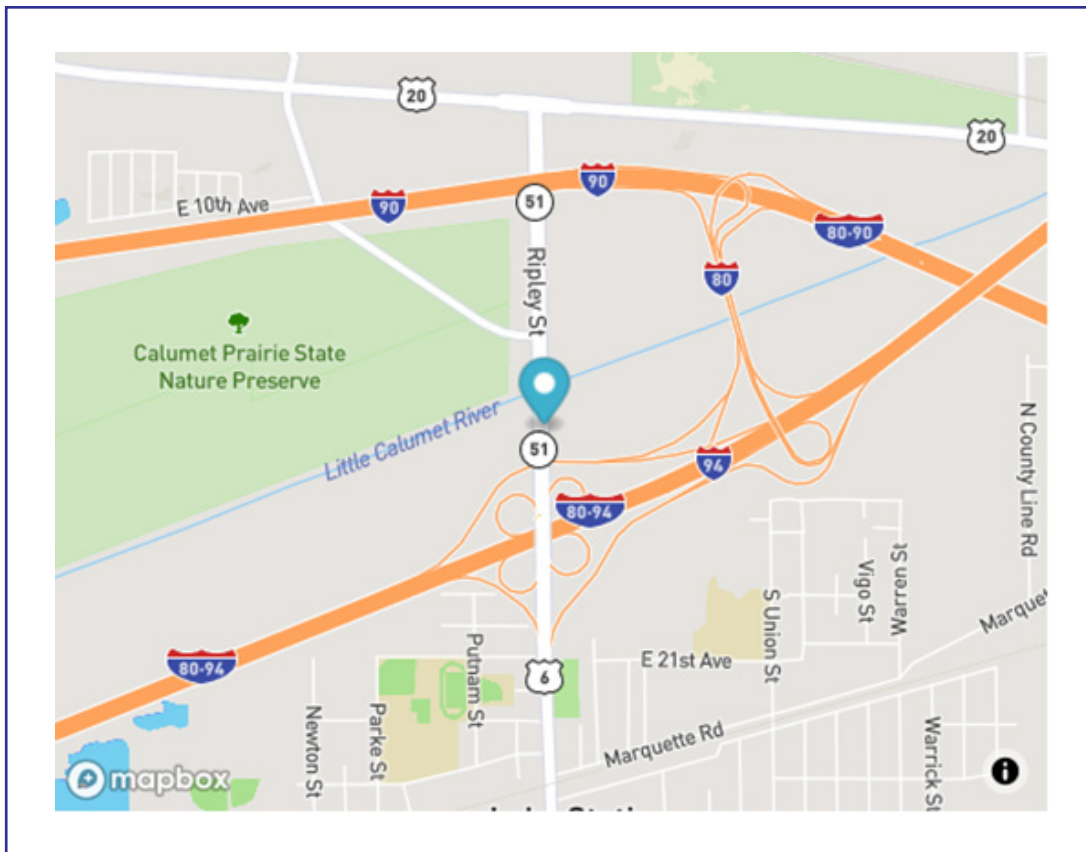 20
20
90
90
E 10th Ave
51
80-90
Ripley St
80
Calumet Prairie State
Nature Preserve
Little Calumet River
51
94
80-94
N County Line Rd
Warren St
Vigo St
S Union St
Marquet
80-94
Putnam St
E 21st Ave
6
Newton St
Parke St
Marquette Rd
Warrick St
mapbox
i